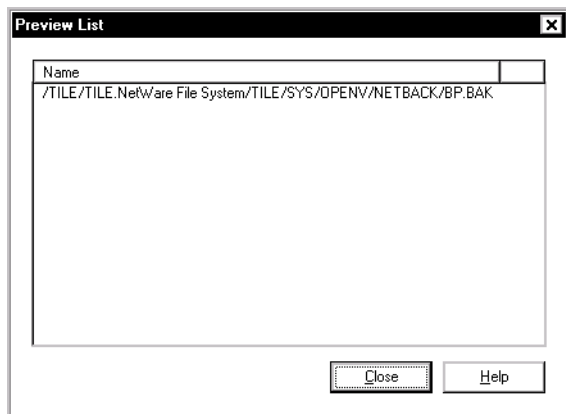 Preview List
Name
/TILE/TILE.NetWare File System/TILE/SYS/OPENV/NETBACK/BP.BAK
Close Help